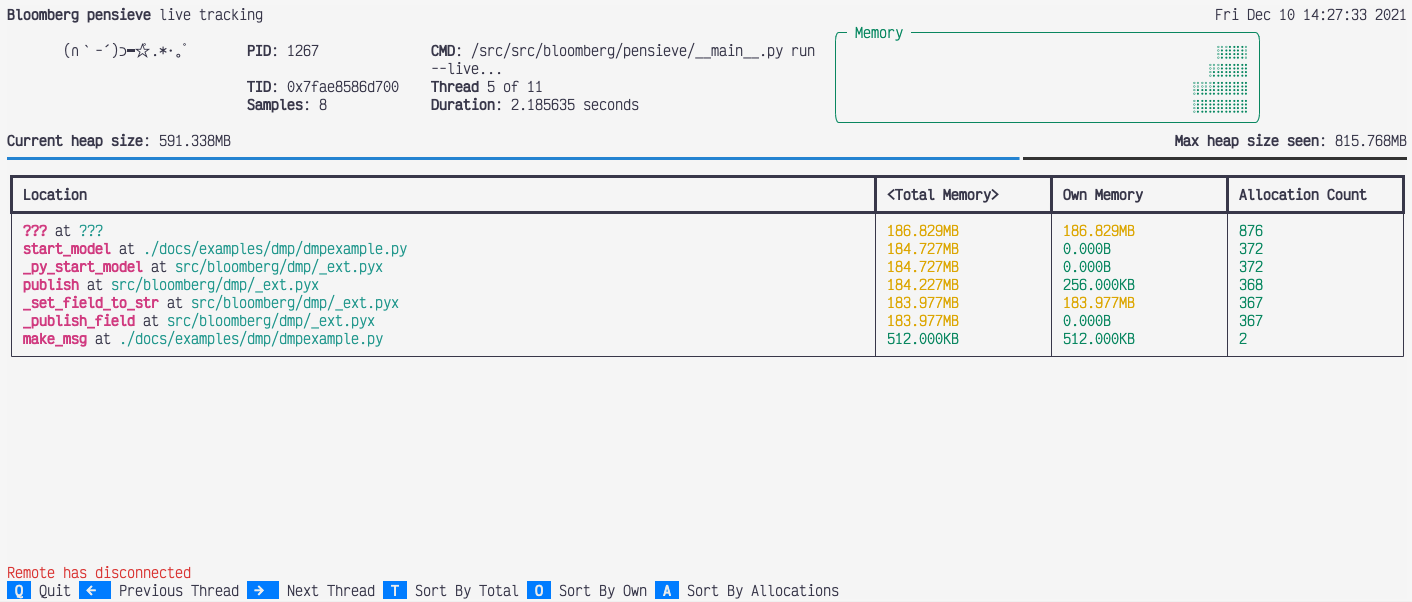 Bloomberg pensieve live tracking Fri Dec 10 14:27:33 2021
Memory
(∩｀-´)⊃━☆ﾟ.*･｡ﾟ PID: 1267 CMD: /src/src/bloomberg/pensieve/__main__.py run
--live...
TID: 0x7fae8586d700 Thread 5 of 11
Samples: 8 Duration: 2.185635 seconds
Current heap size: 591.338MB Max heap size seen: 815.768MB
Location <Total Memory> Own Memory Allocation Count
??? at ??? 186.829MB 186.829MB 876
start_model at ./docs/examples/dmp/dmpexample.py 184.727MB 0.000B 372
_py_start_model at src/bloomberg/dmp/_ext.pyx 184.727MB 0.000B 372
publish at src/bloomberg/dmp/_ext.pyx 184.227MB 256.000KB 368
_set_field_to_str at src/bloomberg/dmp/_ext.pyx 183.977MB 183.977MB 367
_publish_field at src/bloomberg/dmp/_ext.pyx 183.977MB 0.000B 367
make_msg at ./docs/examples/dmp/dmpexample.py 512.000KB 512.000KB 2
Remote has disconnected
Q Quit ← Previous Thread → Next Thread T Sort By Total O Sort By Own A Sort By Allocations